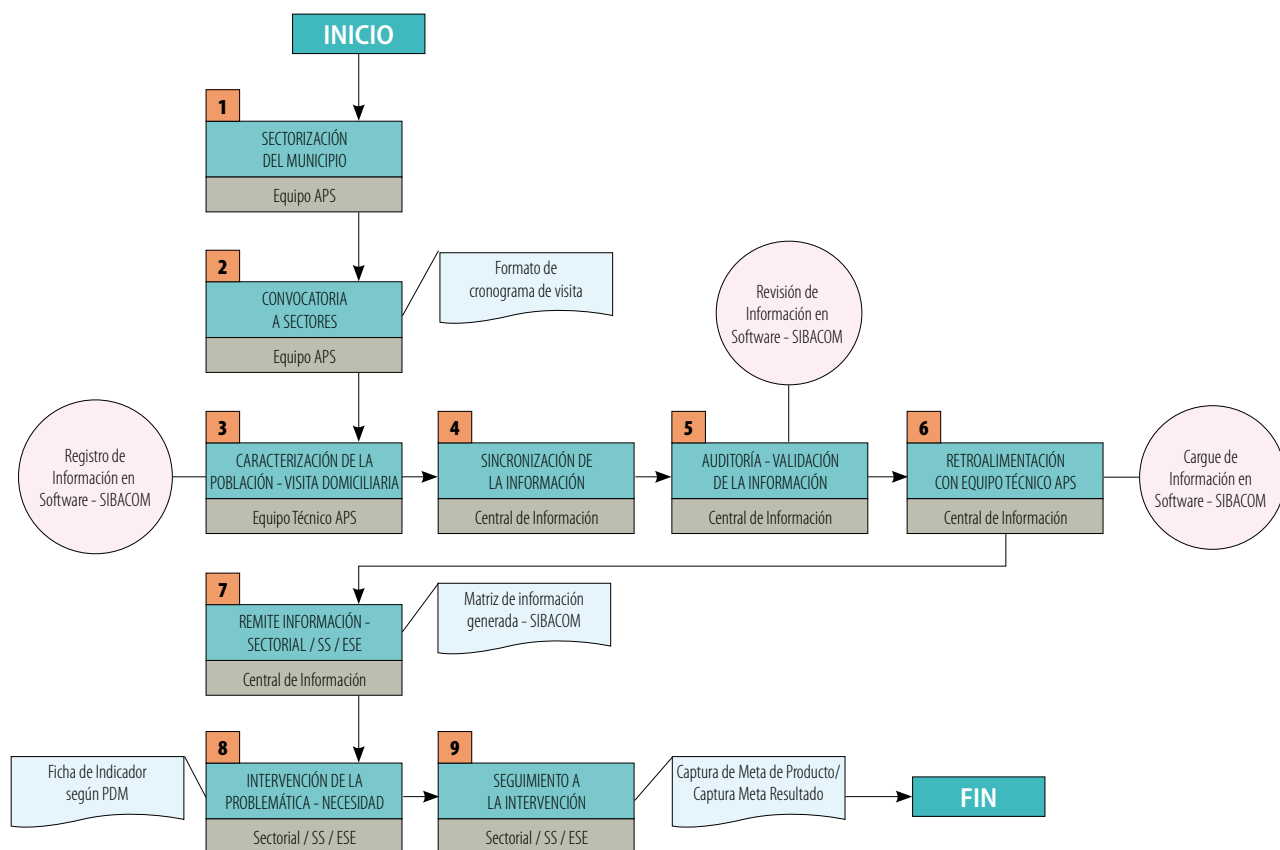 INICIO
1
SECTORIZACIÓN
DEL MUNICIPIO
Equipo APS
2
CONVOCATORIA
A SECTORES
Equipo APS
Formato de
cronograma de visita
Revisión de
Información en
Software - SIBACOM
Registro de
Información en
Software - SIBACOM
3
CARACTERIZACIÓN DE LA
POBLACIÓN - VISITA DOMICILIARIA
Equipo Técnico APS
4
SINCRONIZACIÓN DE
LA INFORMACIÓN
Central de Información
5
AUDITORÍA - VALIDACIÓN
DE LA INFORMACIÓN
Central de Información
6
RETROALIMENTACIÓN
CON EQUIPO TÉCNICO APS
Central de Información
Cargue de
Información en
Software - SIBACOM
7
REMITE INFORMACIÓN -
SECTORIAL / SS / ESE
Central de Información
Matriz de información
generada - SIBACOM
Ficha de Indicador
según PDM
8
INTERVENCIÓN DE LA
PROBLEMÁTICA - NECESIDAD
Sectorial / SS / ESE
9
SEGUIMIENTO A
LA INTERVENCIÓN
Sectorial / SS / ESE
Captura de Meta de Producto/
Captura Meta Resultado
FIN